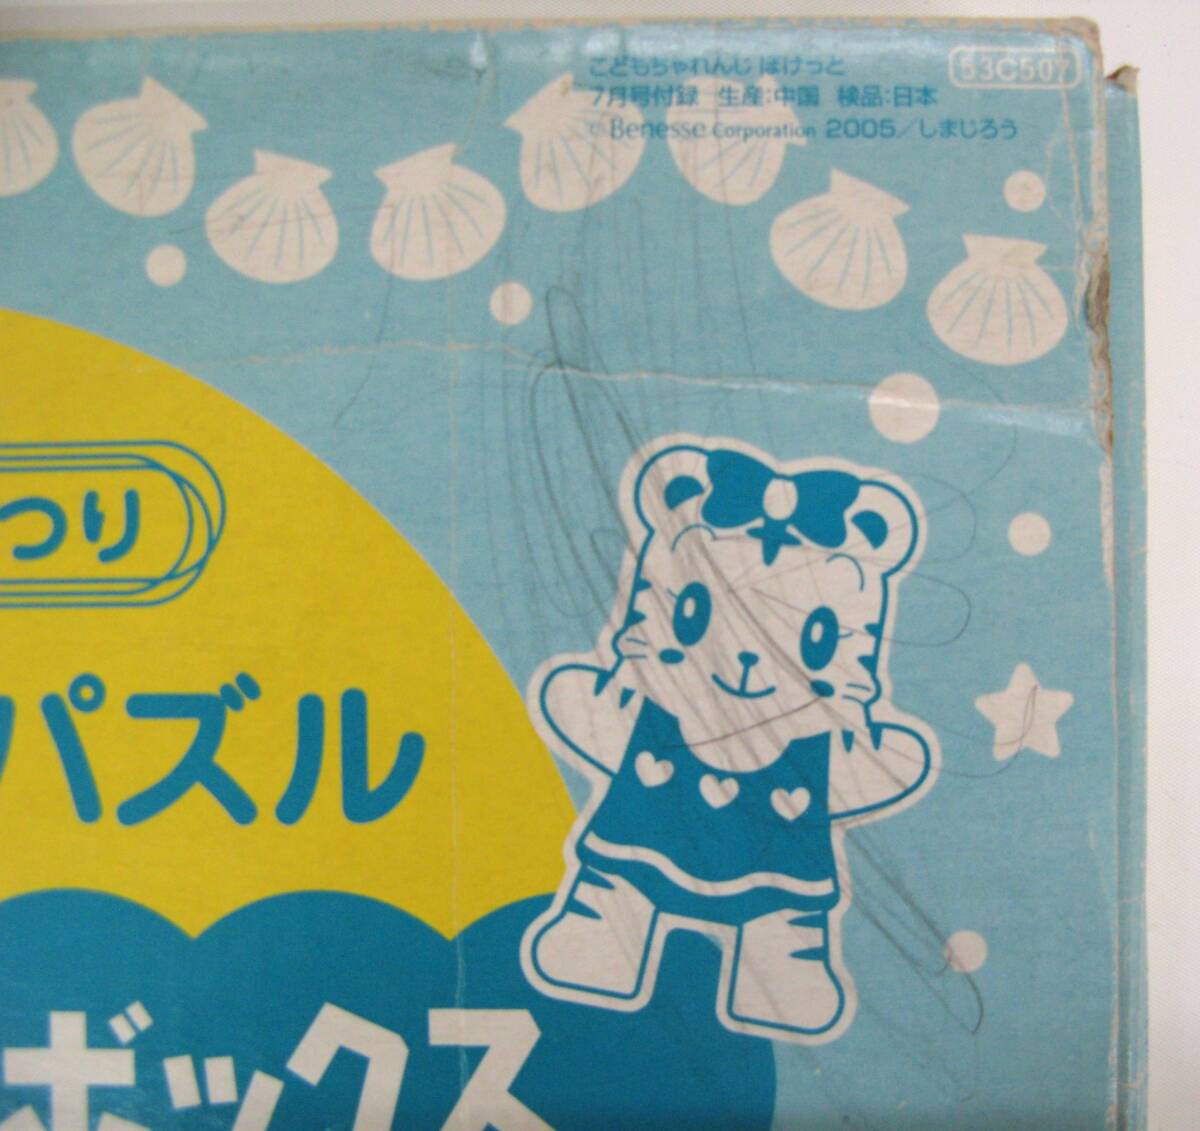 こどもちゃれんじ ぽけっと
53C507
7月号付録 生産:中国 検品:日本
© Benesse Corporation 2005/しまじろう
つり
パズル
ボックス